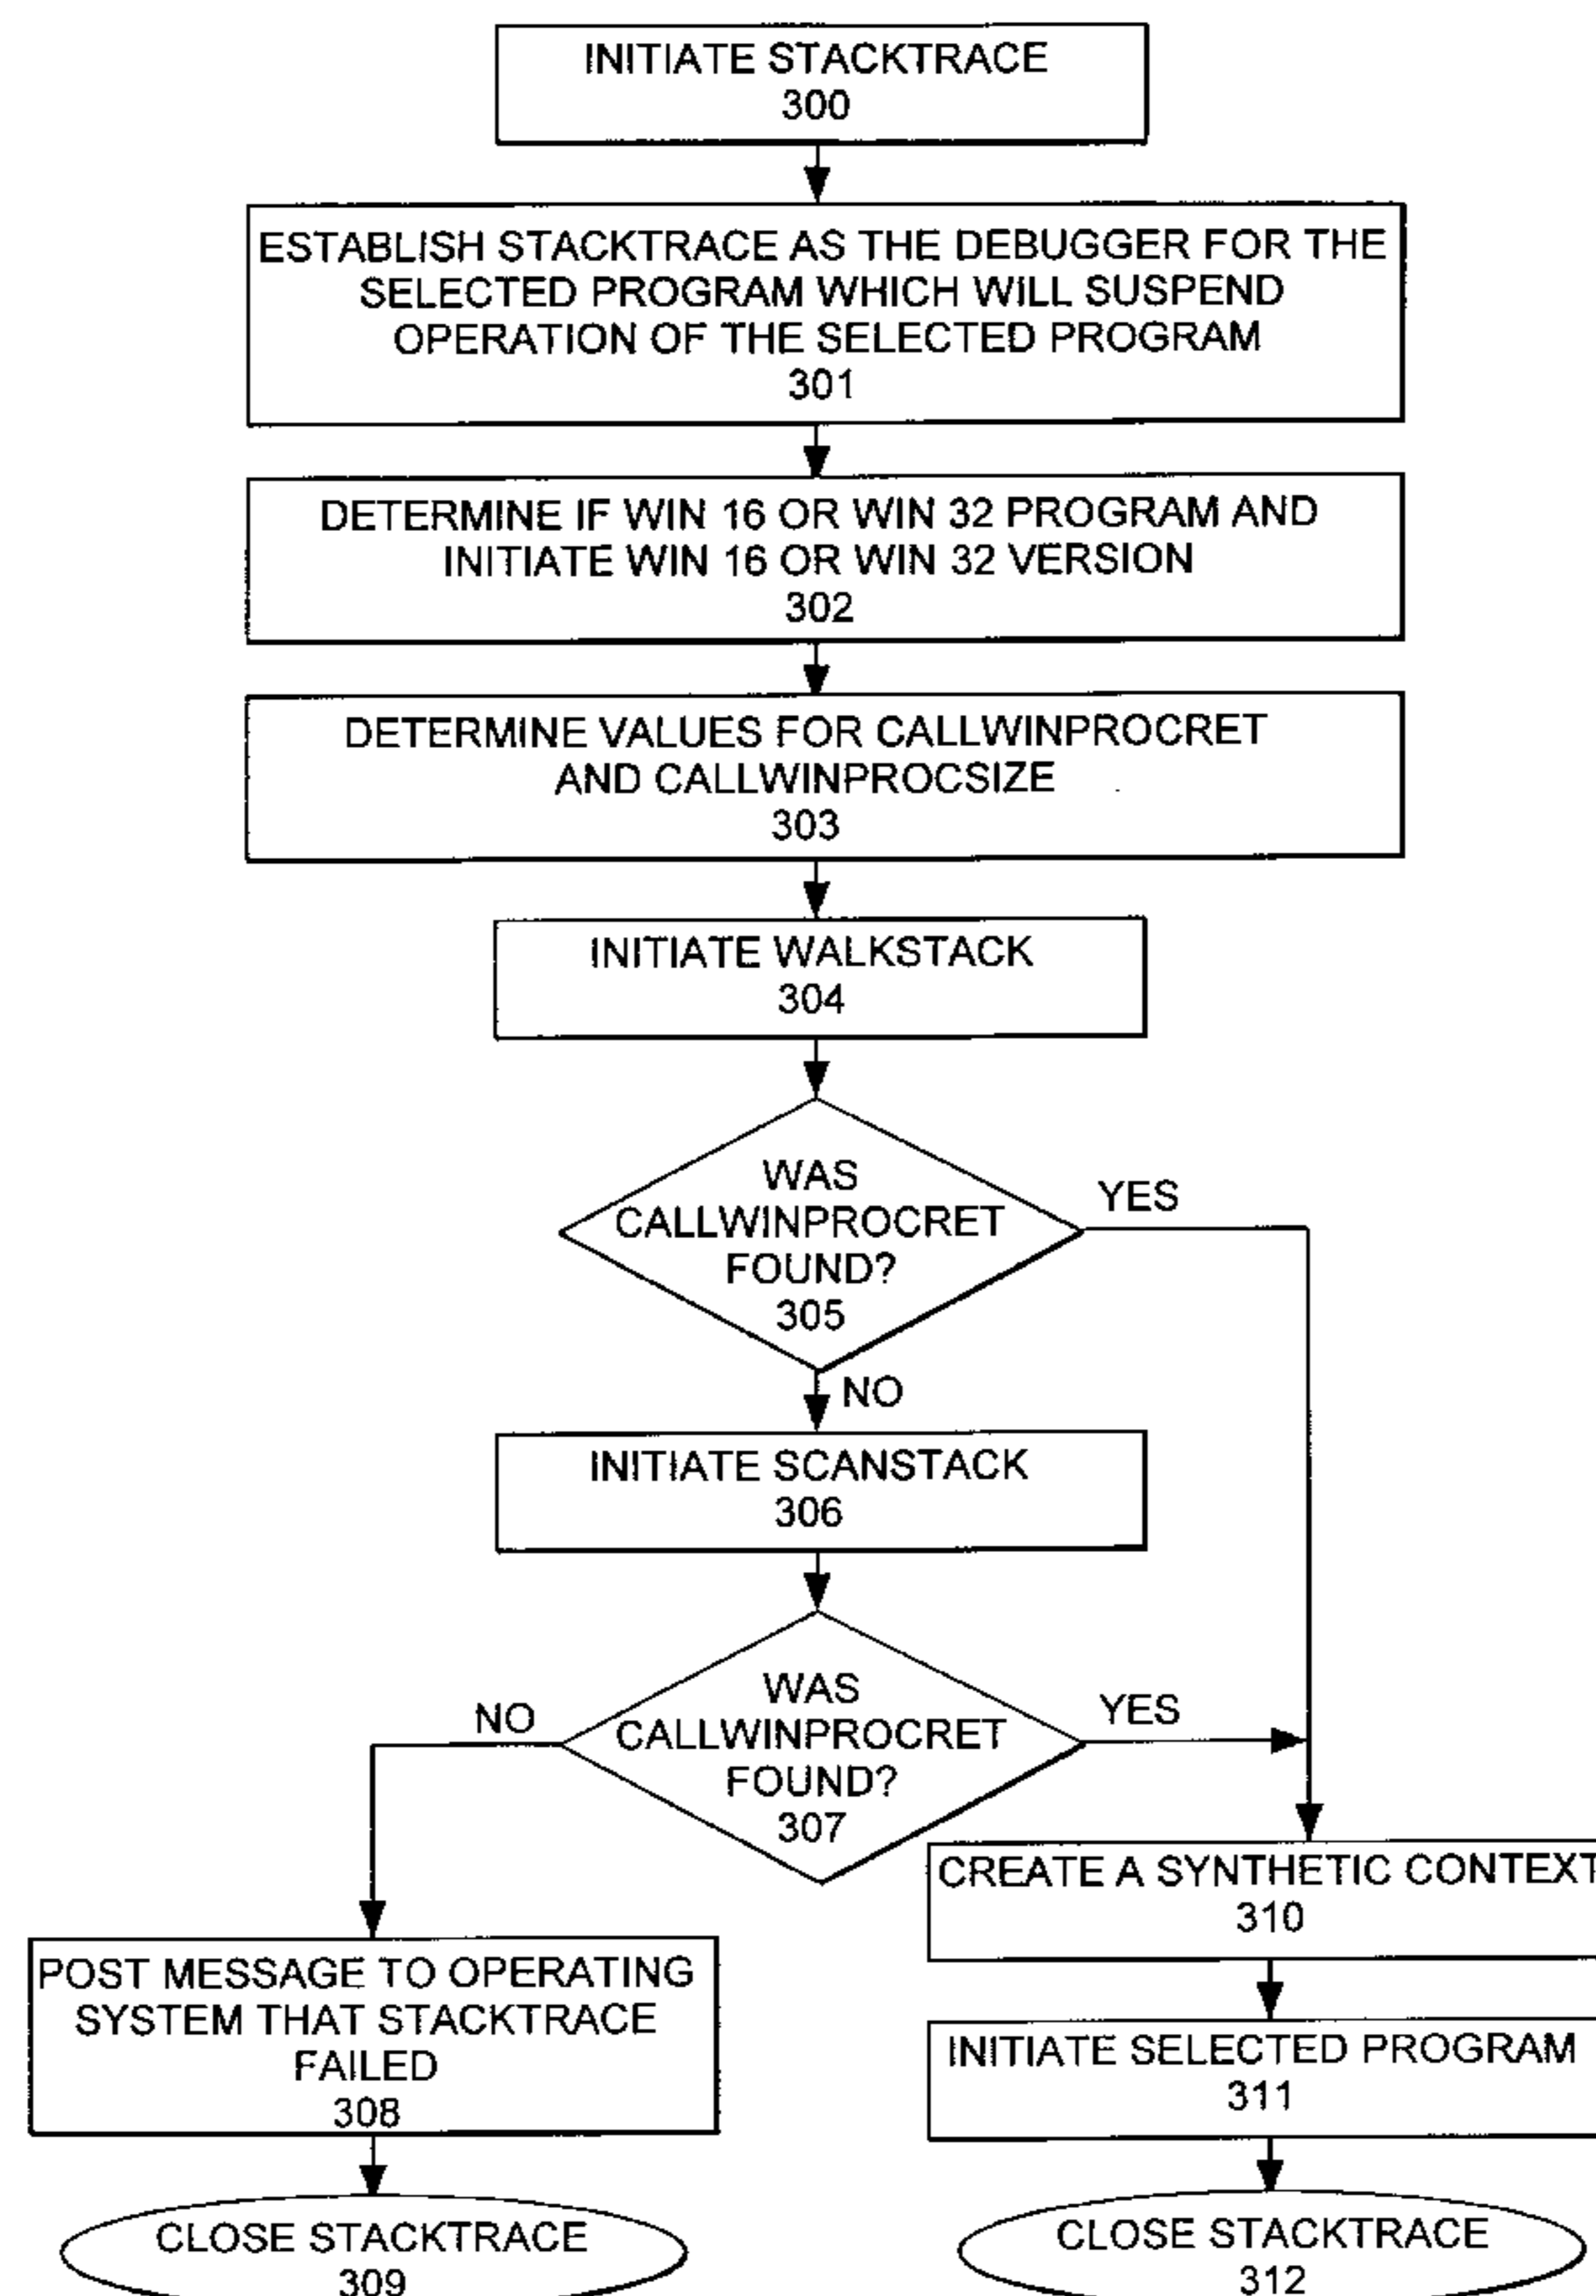 INITIATE STACKTRACE
300
ESTABLISH STACKTRACE AS THE DEBUGGER FOR THE
SELECTED PROGRAM WHICH WILL SUSPEND
OPERATION OF THE SELECTED PROGRAM
301
DETERMINE IF WIN 16 OR WIN 32 PROGRAM AND
INITIATE WIN 16 OR WIN 32 VERSION
302
DETERMINE VALUES FOR CALLWINPROCRET
AND CALLWINPROCSIZE
303
INITIATE WALKSTACK
304
WAS
CALLWINPROCRET
FOUND?
305
YES
NO
INITIATE SCANSTACK
306
WAS
CALLWINPROCRET
FOUND?
307
NO
YES
CREATE A SYNTHETIC CONTEXT
310
POST MESSAGE TO OPERATING
SYSTEM THAT STACKTRACE
FAILED
308
INITIATE SELECTED PROGRAM
311
CLOSE STACKTRACE
309
CLOSE STACKTRACE
312